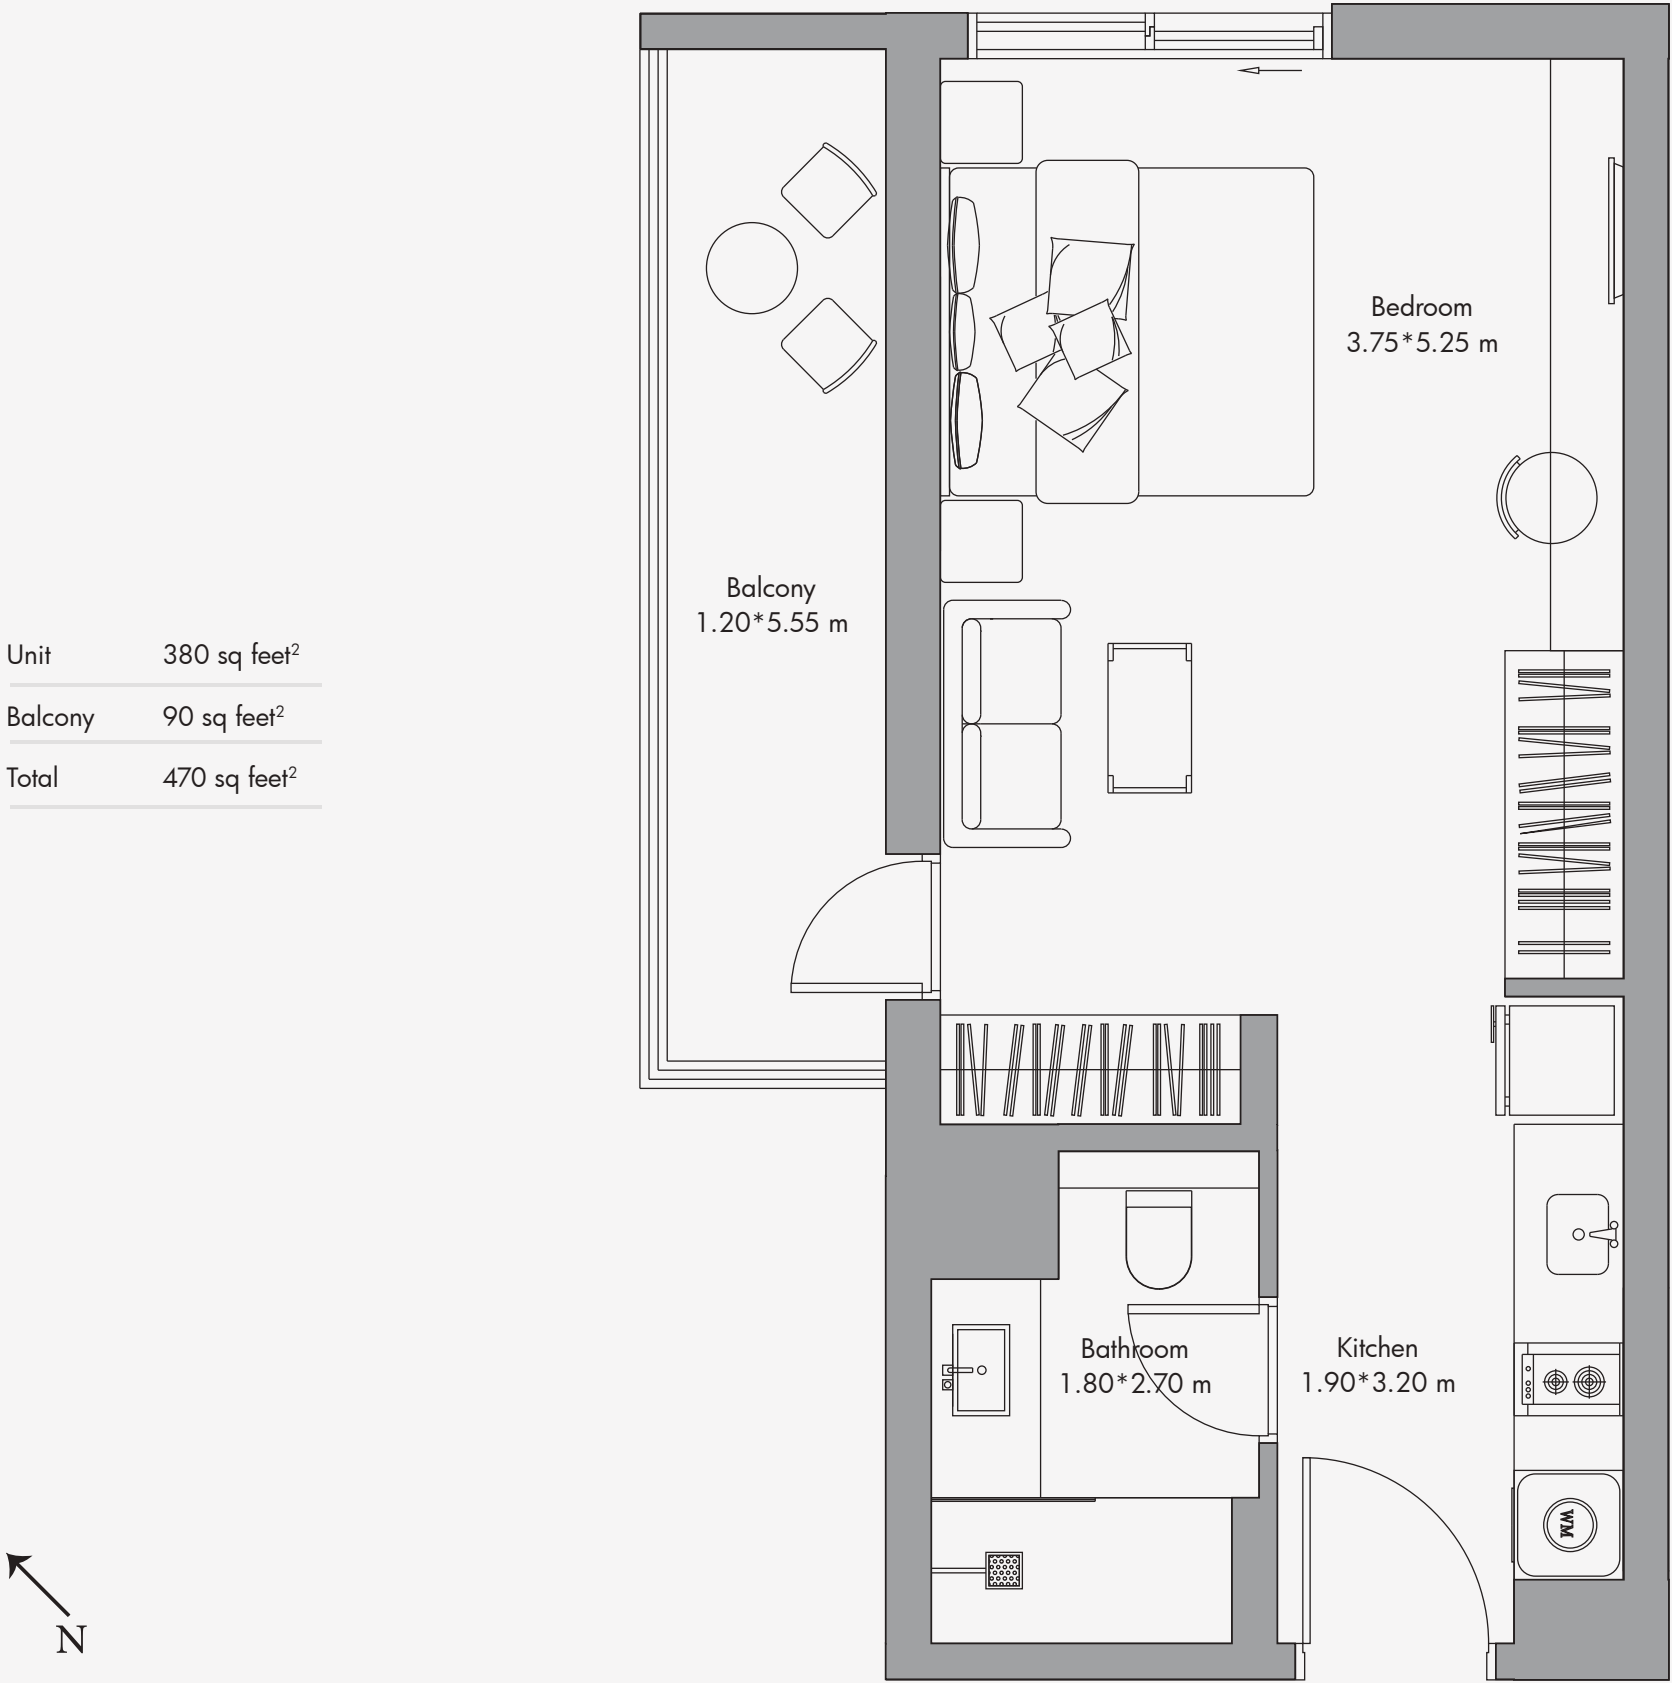 Bedroom
3.75*5.25 m
Balcony
1.20*5.55 m
Unit 380 sq feet²
Balcony 90 sq feet²
Total 470 sq feet²
Bathroom
1.80*2.70 m
Kitchen
1.90*3.20 m
WM
N